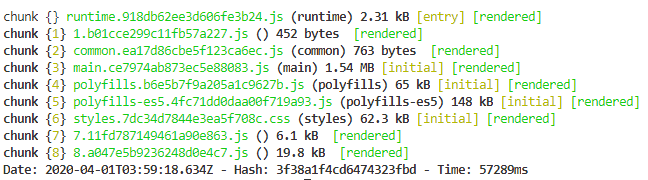 chunk {} runtime.918db62ee3d606fe3b24.js (runtime) 2.31 kB [entry] [rendered]
chunk {1} 1.b01cce299c11fb57a227.js () 452 bytes  [rendered]
chunk {2} common.ea17d86cbe5f123ca6ec.js (common) 763 bytes  [rendered]
chunk {3} main.ce7974ab873ec5e88083.js (main) 1.54 MB [initial] [rendered]
chunk {4} polyfills.b6e5b7f9a205a1c9627b.js (polyfills) 65 kB [initial] [rendered]
chunk {5} polyfills-es5.4fc71dd0daa00f719a93.js (polyfills-es5) 148 kB [initial] [rendered]
chunk {6} styles.7dc34d7844e3ea5f708c.css (styles) 62.3 kB [initial] [rendered]
chunk {7} 7.11fd787149461a90e863.js () 6.1 kB  [rendered]
chunk {8} 8.a047e5b9236248d0e4c7.js () 19.8 kB  [rendered]
Date: 2020-04-01T03:59:18.634Z - Hash: 3f38a1f4cd6474323fbd - Time: 57289ms